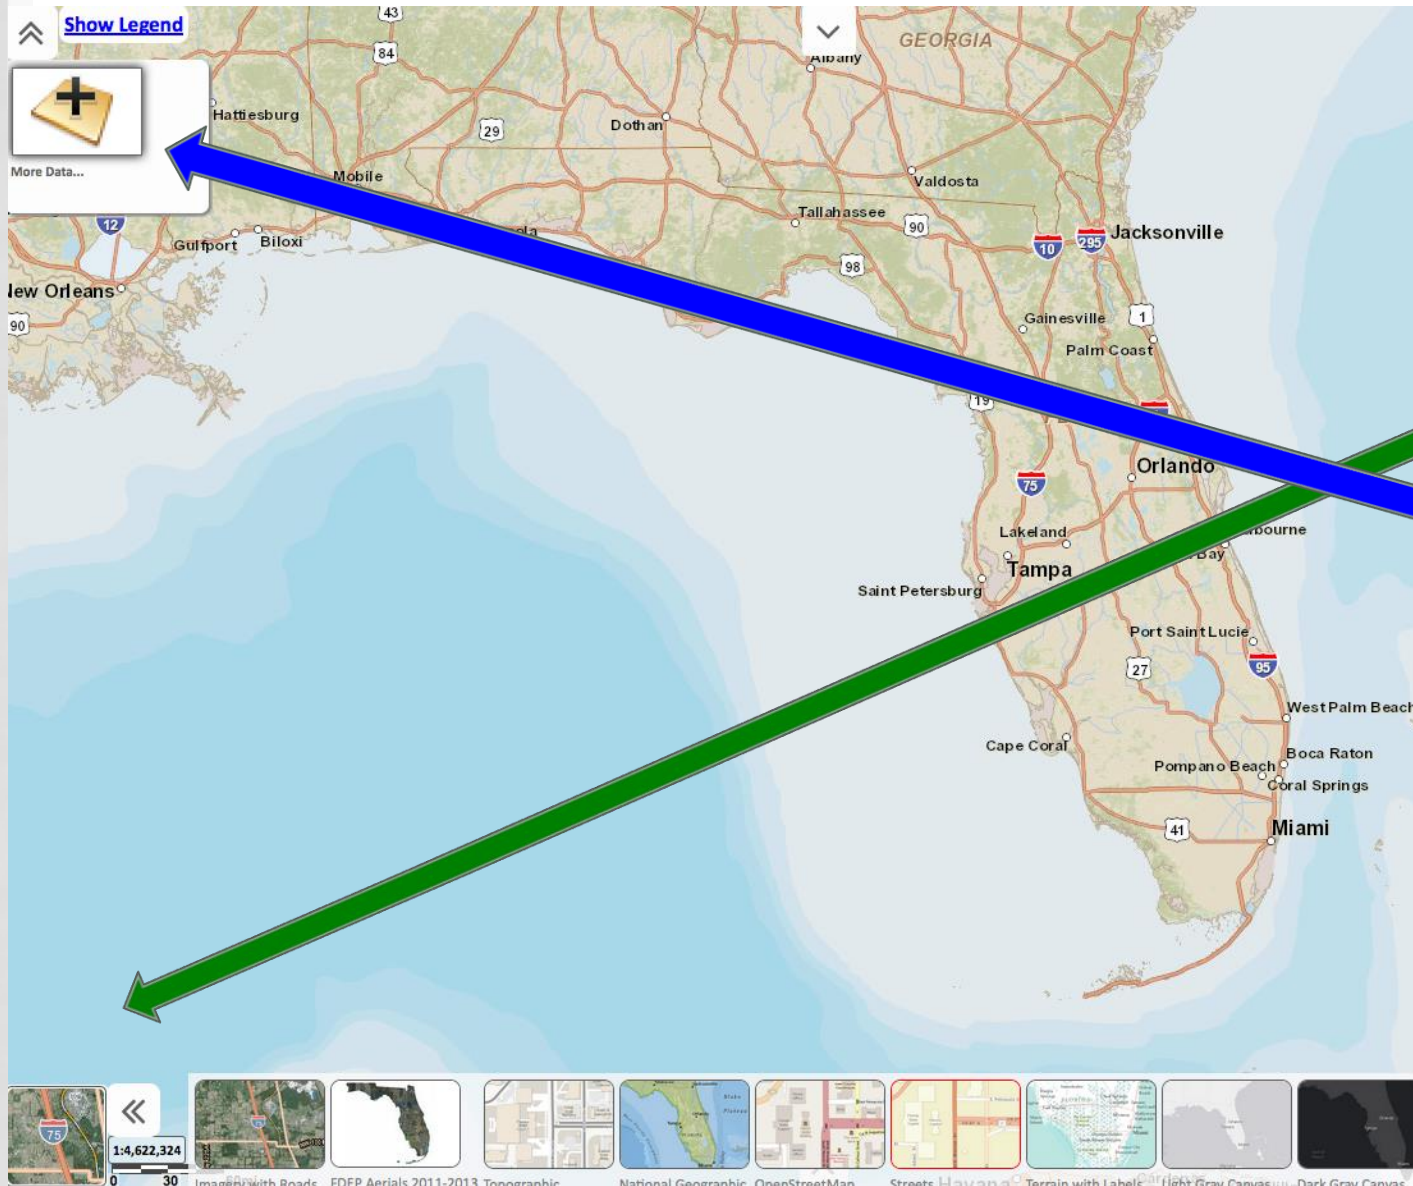 Show Legend
More Data...
43
84
GEORGIA
Albany
Hattiesburg
29
Dothan
Mobile
Valdosta
Tallahassee
90
12
Gulfport
Biloxi
10
295
Jacksonville
98
New Orleans
90
Gainesville
1
Palm Coast
19
Orlando
75
Lakeland
Tampa
Bay
Saint Petersburg
Port Saint Lucie
27
95
West Palm Beach
Cape Coral
Boca Raton
Pompano Beach
Coral Springs
41
Miami
75
1:4,622,324
0 30
Imagery with Roads
FDEP Aerials 2011-2013
Topographic
National Geographic
OpenStreetMap
Streets
Havana
Terrain with Labels
Light Gray Canvas
Dark Gray Canvas